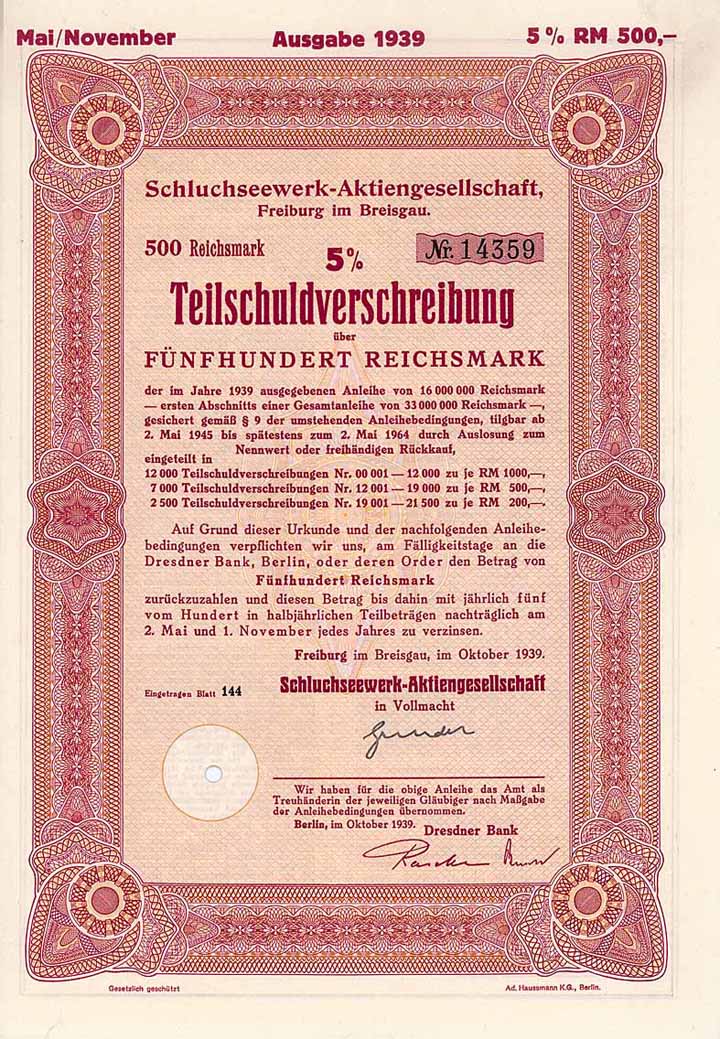 Mai/November Ausgabe 1939 5% RM 500,–
Schluchseewerk-Aktiengesellschaft,
Freiburg im Breisgau.
500 Reichsmark 5% Nr. 14359
Teilschuldverschreibung
über
FÜNFHUNDERT REICHSMARK
der im Jahre 1939 ausgegebenen Anleihe von 16 000 000 Reichsmark
— ersten Abschnitts einer Gesamtanleihe von 33 000 000 Reichsmark —,
gesichert gemäß § 9 der umstehenden Anleihebedingungen, tilgbar ab
2. Mai 1945 bis spätestens zum 2. Mai 1964 durch Auslosung zum
Nennwert oder freihändigen Rückkauf,
eingeteilt in
12 000 Teilschuldverschreibungen Nr. 00 001 — 12 000 zu je RM 1000,—,
7 000 Teilschuldverschreibungen Nr. 12 001 — 19 000 zu je RM 500,—,
2 500 Teilschuldverschreibungen Nr. 19 001 — 21 500 zu je RM 200,—.
Auf Grund dieser Urkunde und der nachfolgenden Anleihe-
bedingungen verpflichten wir uns, am Fälligkeitstage an die
Dresdner Bank, Berlin, oder deren Order den Betrag von
Fünfhundert Reichsmark
zurückzuzahlen und diesen Betrag bis dahin mit jährlich fünf
vom Hundert in halbjährlichen Teilbeträgen nachträglich am
2. Mai und 1. November jedes Jahres zu verzinsen.
Freiburg im Breisgau, im Oktober 1939.
Eingetragen Blatt 144 Schluchseewerk-Aktiengesellschaft
in Vollmacht
Wir haben für die obige Anleihe das Amt als
Treuhänderin der jeweiligen Gläubiger nach Maßgabe
der Anleihebedingungen übernommen.
Berlin, im Oktober 1939. Dresdner Bank
Gesetzlich geschützt Ad. Haussmann K.G., Berlin.